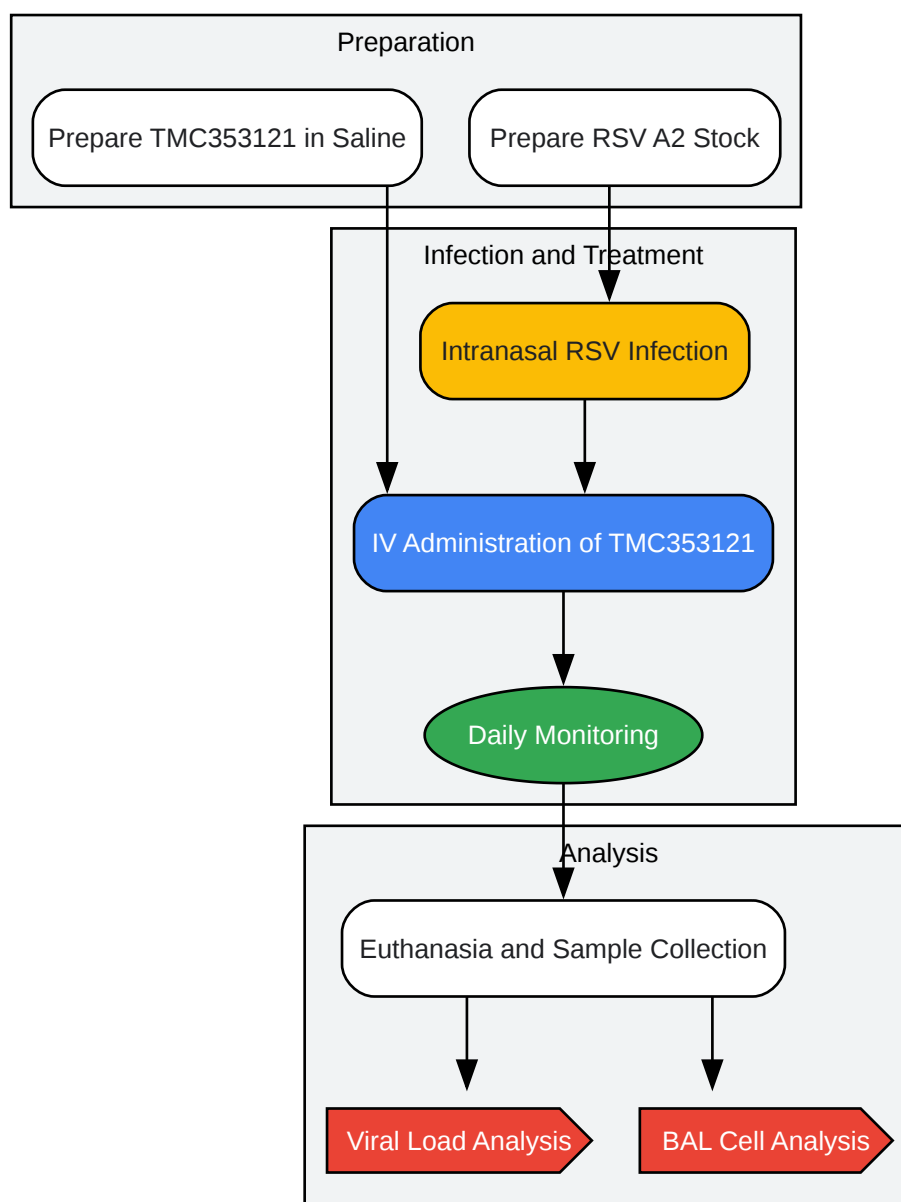 Preparation
Prepare TMC353121 in Saline
Prepare RSV A2 Stock
Infection and Treatment
Intranasal RSV Infection
IV Administration of TMC353121
Daily Monitoring
Analysis
Euthanasia and Sample Collection
Viral Load Analysis
BAL Cell Analysis